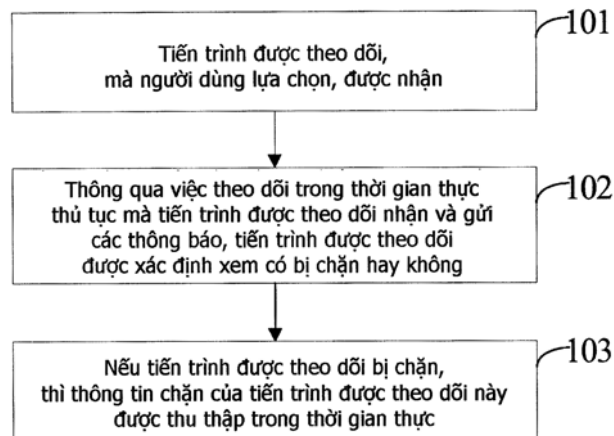 101
Tiến trình được theo dõi,
mà người dùng lựa chọn, được nhận
102
Thông qua việc theo dõi trong thời gian thực
thủ tục mà tiến trình được theo dõi nhận và gửi
các thông báo, tiến trình được theo dõi
được xác định xem có bị chặn hay không
103
Nếu tiến trình được theo dõi bị chặn,
thì thông tin chặn của tiến trình được theo dõi này
được thu thập trong thời gian thực